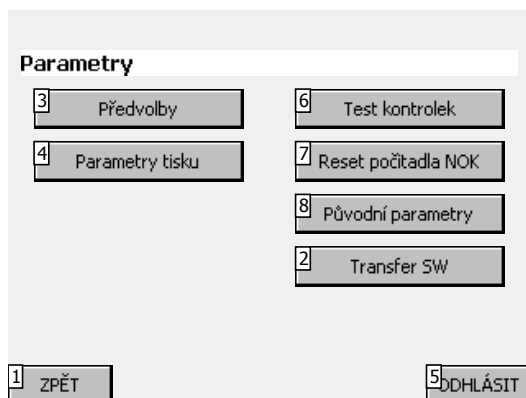 Parametry
3 Předvolby
6 Test kontrolek
4 Parametry tisku
7 Reset počitadla NOK
8 Původní parametry
2 Transfer SW
1 ZPĚT
5 ODHLÁSIT